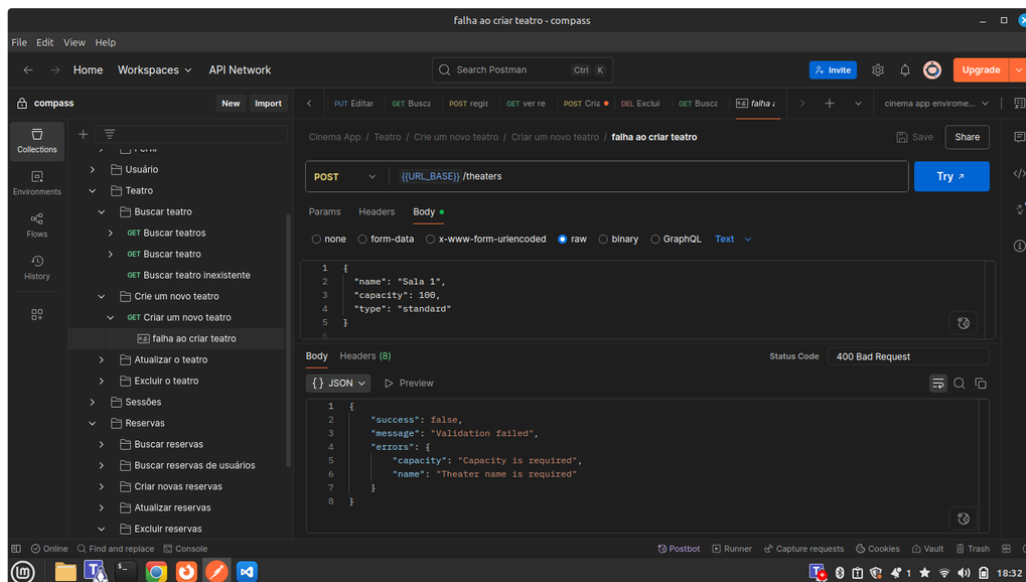 falha ao criar teatro - compass
File Edit View Help
Home Workspaces API Network Search Postman Ctrl K Invite Upgrade
compass New Import
PUT Editar GET Busca POST regis GET ver re POST Cria DEL Exclui GET Busca falha a cinema app envirome...
Collections
Environments
Flows
History
Usuário
Teatro
Buscar teatro
GET Buscar teatros
GET Buscar teatro
GET Buscar teatro inexistente
Crie um novo teatro
GET Criar um novo teatro
falha ao criar teatro
Atualizar o teatro
Excluir o teatro
Sessões
Reservas
Buscar reservas
Buscar reservas de usuários
Criar novas reservas
Atualizar reservas
Excluir reservas
Cinema App / Teatro / Crie um novo teatro / Criar um novo teatro / falha ao criar teatro Save Share
POST {{URL_BASE}} /theaters Try
Params Headers Body
none form-data x-www-form-urlencoded raw binary GraphQL Text
1 {
2 "name": "Sala 1",
3 "capacity": 100,
4 "type": "standard"
5 }
6
Body Headers (8) Status Code 400 Bad Request
{} JSON Preview
1 {
2 "success": false,
3 "message": "Validation failed",
4 "errors": {
5 "capacity": "Capacity is required",
6 "name": "Theater name is required"
7 }
8 }
Online Find and replace Console Postbot Runner Capture requests Cookies Vault Trash
1 18:32